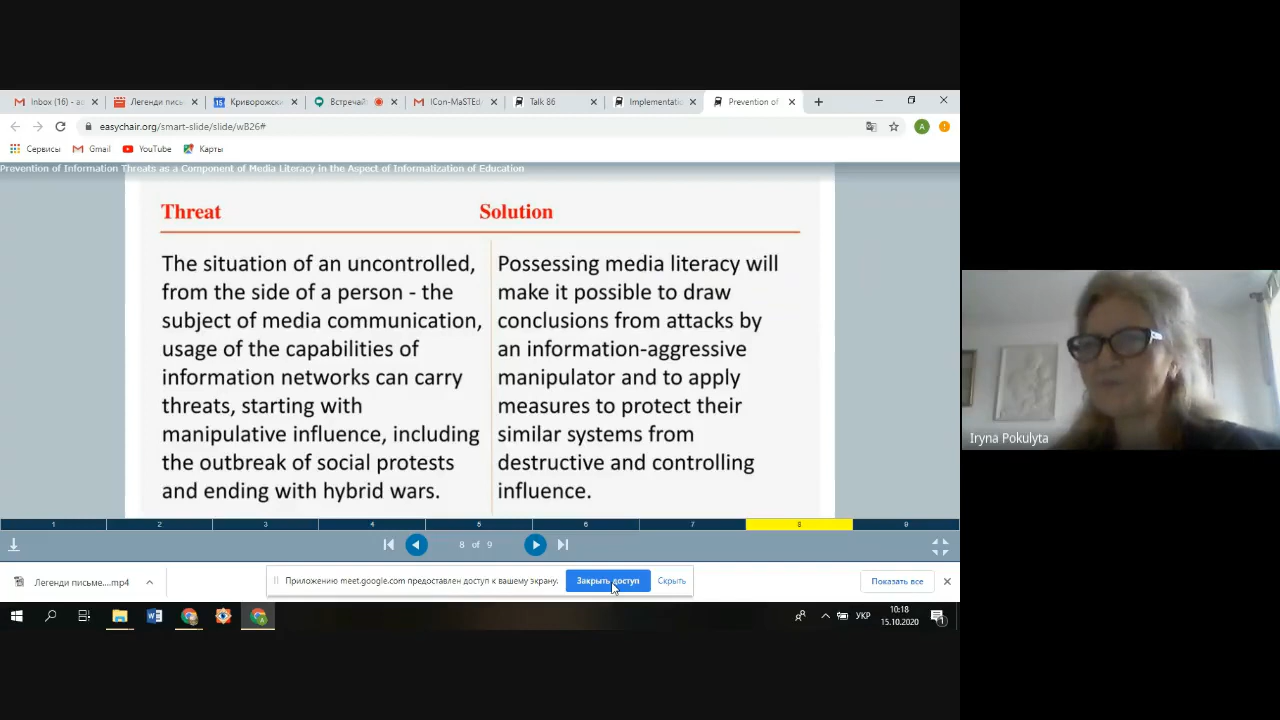 Inbox (16) - ac
Легенди пись
15
Криворожск
Встречай
ICon-MaSTEd
Talk 86
Implementatic
Prevention of
easychair.org/smart-slide/slide/wB26#
A
Сервисы
Gmail
YouTube
Карты
Prevention of Information Threats as a Component of Media Literacy in the Aspect of Informatization of Education
Threat
The situation of an uncontrolled,
from the side of a person - the
subject of media communication,
usage of the capabilities of
information networks can carry
threats, starting with
manipulative influence, including
the outbreak of social protests
and ending with hybrid wars.
Solution
Possessing media literacy will
make it possible to draw
conclusions from attacks by
an information-aggressive
manipulator and to apply
measures to protect their
similar systems from
destructive and controlling
influence.
Iryna Pokulyta
1 2 3 4 5 6 7 8 9
8 of 9
Легенди письме....mp4
Приложению meet.google.com предоставлен доступ к вашему экрану.
Закрыть доступ
Скрыть
Показать все
УКР
10:18
15.10.2020
1